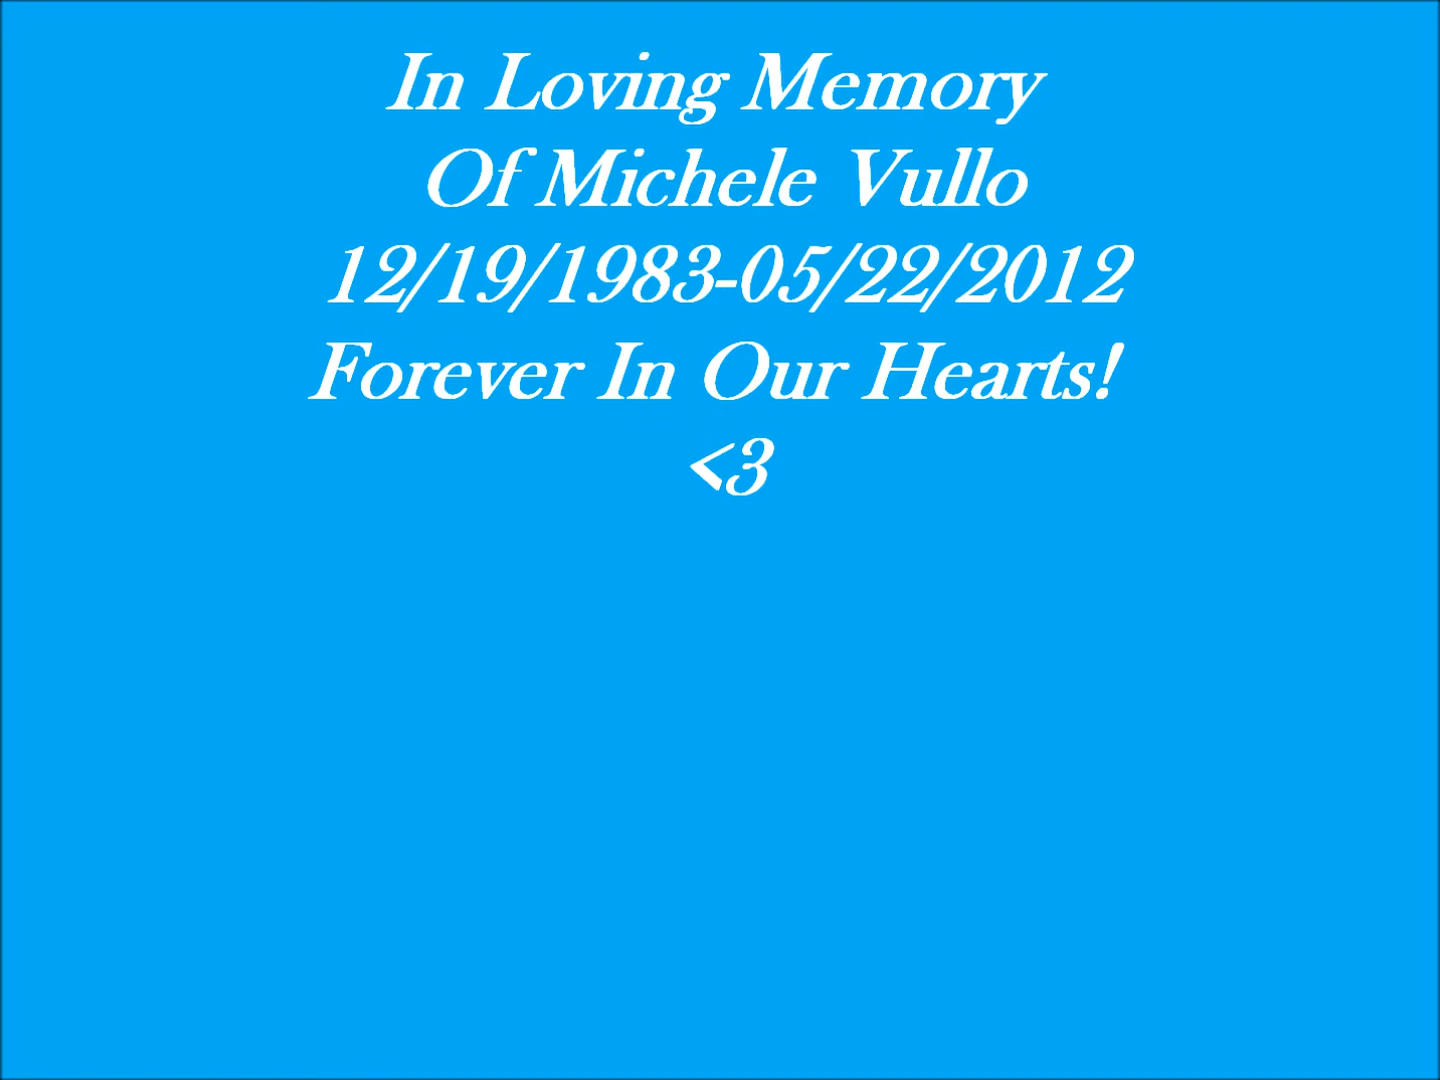 In Loving Memory
Of Michele Vullo
12/19/1983-05/22/2012
Forever In Our Hearts!
<3